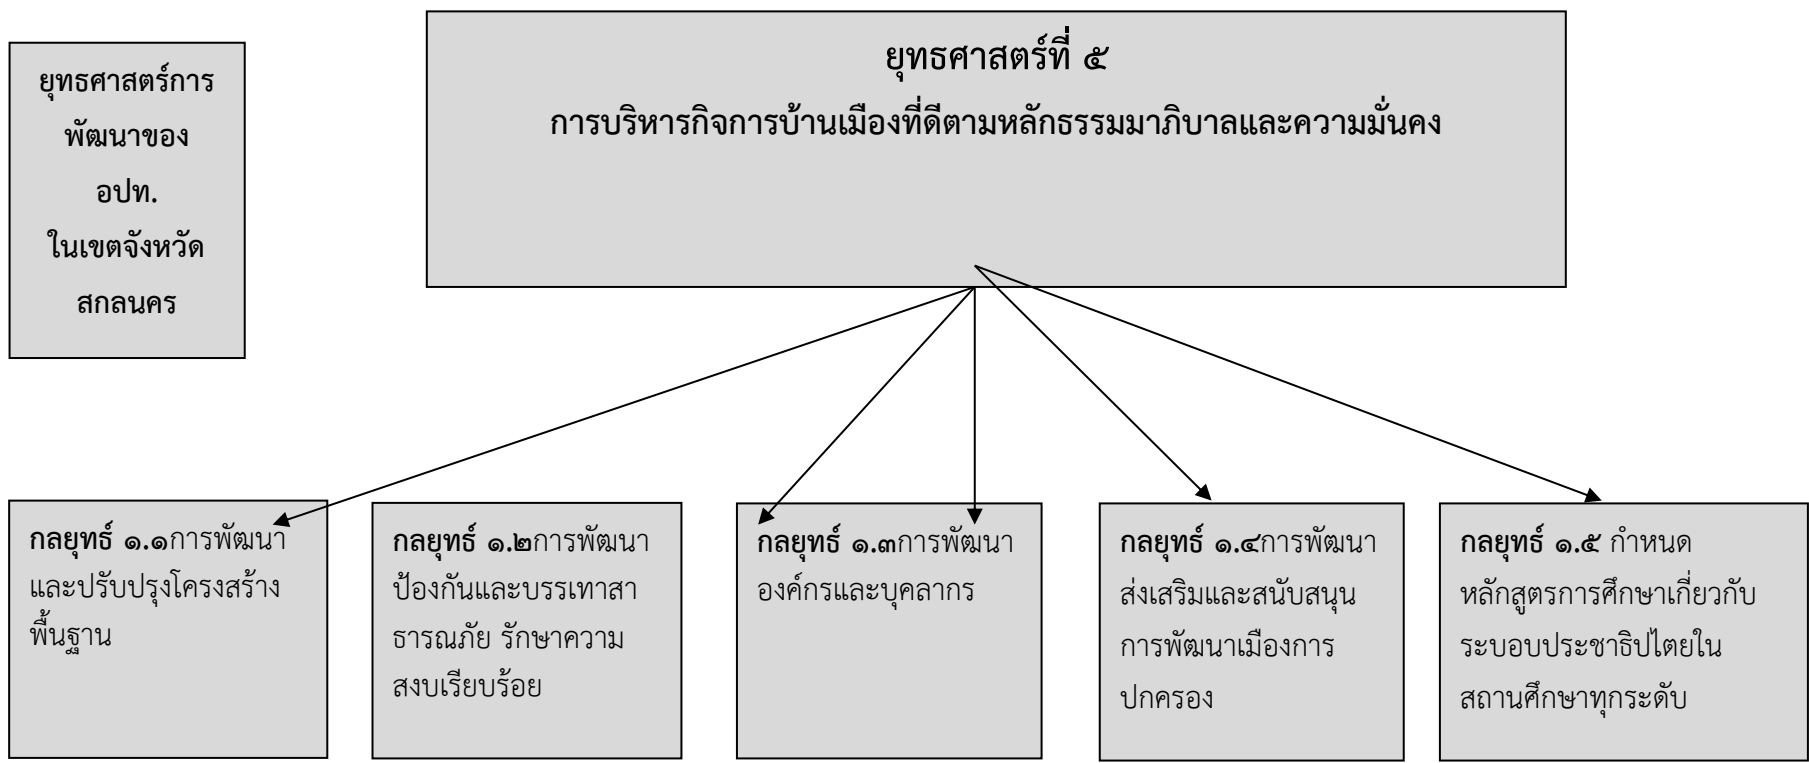 ยุทธศาสตร์การ
พัฒนาของ
อปท.
ในเขตจังหวัด
สกลนคร
ยุทธศาสตร์ที่ ๕
การบริหารกิจการบ้านเมืองที่ดีตามหลักธรรมมาภิบาลและความมั่นคง
กลยุทธ์ ๑.๑การพัฒนา
และปรับปรุงโครงสร้าง
พื้นฐาน
กลยุทธ์ ๑.๒การพัฒนา
ป้องกันและบรรเทาสา
ธารณภัย รักษาความ
สงบเรียบร้อย
กลยุทธ์ ๑.๓การพัฒนา
องค์กรและบุคลากร
กลยุทธ์ ๑.๔การพัฒนา
ส่งเสริมและสนับสนุน
การพัฒนาเมืองการ
ปกครอง
กลยุทธ์ ๑.๕ กำหนด
หลักสูตรการศึกษาเกี่ยวกับ
ระบอบประชาธิปไตยใน
สถานศึกษาทุกระดับ